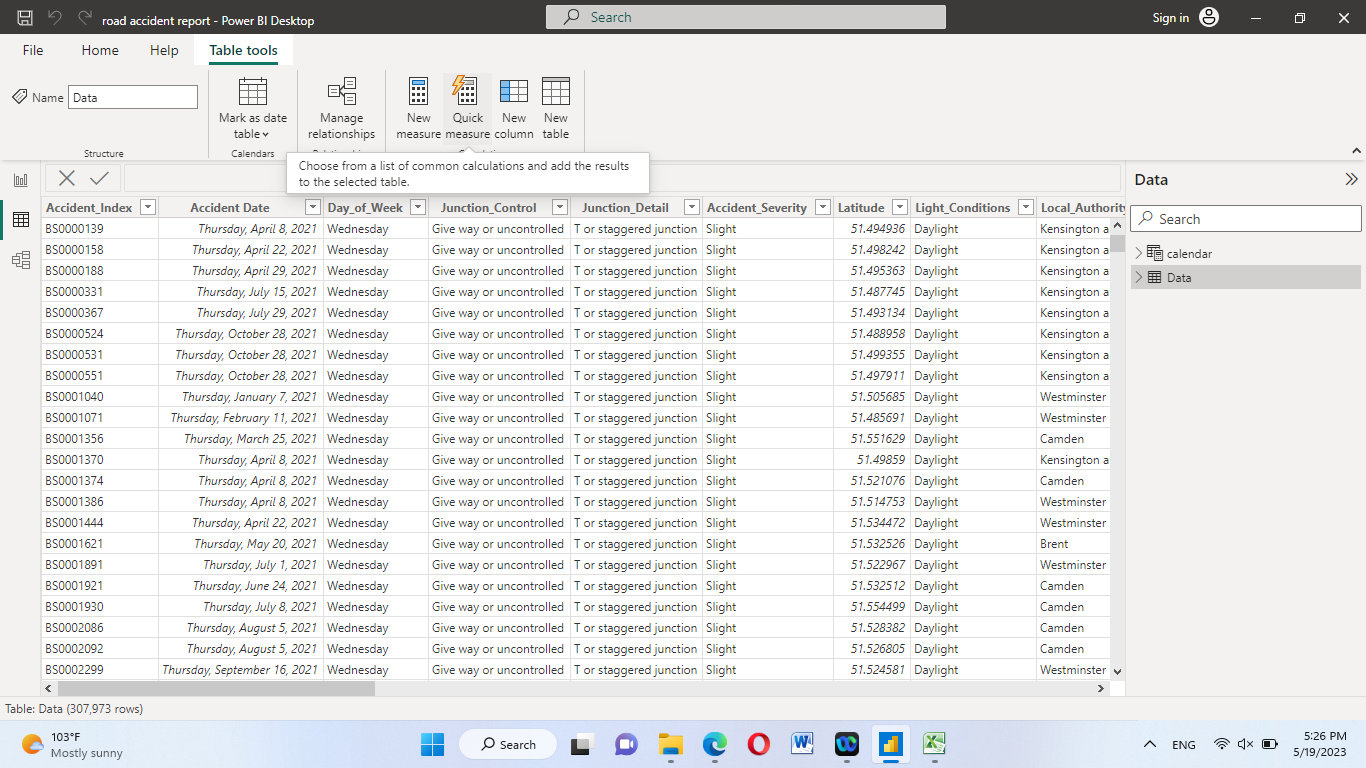 road accident report - Power BI Desktop
Search
Sign in
File Home Help Table tools
Name Data
Mark as date table
Manage relationships
New measure
Quick measure
New column
New table
Structure
Calendars
Choose from a list of common calculations and add the results
to the selected table.
Data
Search
calendar
Data
Accident_Index Accident Date Day_of_Week Junction_Control Junction_Detail Accident_Severity Latitude Light_Conditions Local_Authority
BS0000139 Thursday, April 8, 2021 Wednesday Give way or uncontrolled T or staggered junction Slight 51.494936 Daylight Kensington a
BS0000158 Thursday, April 22, 2021 Wednesday Give way or uncontrolled T or staggered junction Slight 51.498242 Daylight Kensington a
BS0000188 Thursday, April 29, 2021 Wednesday Give way or uncontrolled T or staggered junction Slight 51.495363 Daylight Kensington a
BS0000331 Thursday, July 15, 2021 Wednesday Give way or uncontrolled T or staggered junction Slight 51.487745 Daylight Kensington a
BS0000367 Thursday, July 29, 2021 Wednesday Give way or uncontrolled T or staggered junction Slight 51.493134 Daylight Kensington a
BS0000524 Thursday, October 28, 2021 Wednesday Give way or uncontrolled T or staggered junction Slight 51.488958 Daylight Kensington a
BS0000531 Thursday, October 28, 2021 Wednesday Give way or uncontrolled T or staggered junction Slight 51.499355 Daylight Kensington a
BS0000551 Thursday, October 28, 2021 Wednesday Give way or uncontrolled T or staggered junction Slight 51.497911 Daylight Kensington a
BS0001040 Thursday, January 7, 2021 Wednesday Give way or uncontrolled T or staggered junction Slight 51.505685 Daylight Westminster
BS0001071 Thursday, February 11, 2021 Wednesday Give way or uncontrolled T or staggered junction Slight 51.485691 Daylight Westminster
BS0001356 Thursday, March 25, 2021 Wednesday Give way or uncontrolled T or staggered junction Slight 51.551629 Daylight Camden
BS0001370 Thursday, April 8, 2021 Wednesday Give way or uncontrolled T or staggered junction Slight 51.49859 Daylight Kensington a
BS0001374 Thursday, April 8, 2021 Wednesday Give way or uncontrolled T or staggered junction Slight 51.521076 Daylight Camden
BS0001386 Thursday, April 8, 2021 Wednesday Give way or uncontrolled T or staggered junction Slight 51.514753 Daylight Westminster
BS0001444 Thursday, April 22, 2021 Wednesday Give way or uncontrolled T or staggered junction Slight 51.534472 Daylight Westminster
BS0001621 Thursday, May 20, 2021 Wednesday Give way or uncontrolled T or staggered junction Slight 51.532526 Daylight Brent
BS0001891 Thursday, July 1, 2021 Wednesday Give way or uncontrolled T or staggered junction Slight 51.522967 Daylight Westminster
BS0001921 Thursday, June 24, 2021 Wednesday Give way or uncontrolled T or staggered junction Slight 51.532512 Daylight Camden
BS0001930 Thursday, July 8, 2021 Wednesday Give way or uncontrolled T or staggered junction Slight 51.554499 Daylight Camden
BS0002086 Thursday, August 5, 2021 Wednesday Give way or uncontrolled T or staggered junction Slight 51.528382 Daylight Camden
BS0002092 Thursday, August 5, 2021 Wednesday Give way or uncontrolled T or staggered junction Slight 51.526805 Daylight Camden
BS0002299 Thursday, September 16, 2021 Wednesday Give way or uncontrolled T or staggered junction Slight 51.524581 Daylight Westminster
Table: Data (307,973 rows)
103°F
Mostly sunny
Search
ENG
5:26 PM
5/19/2023